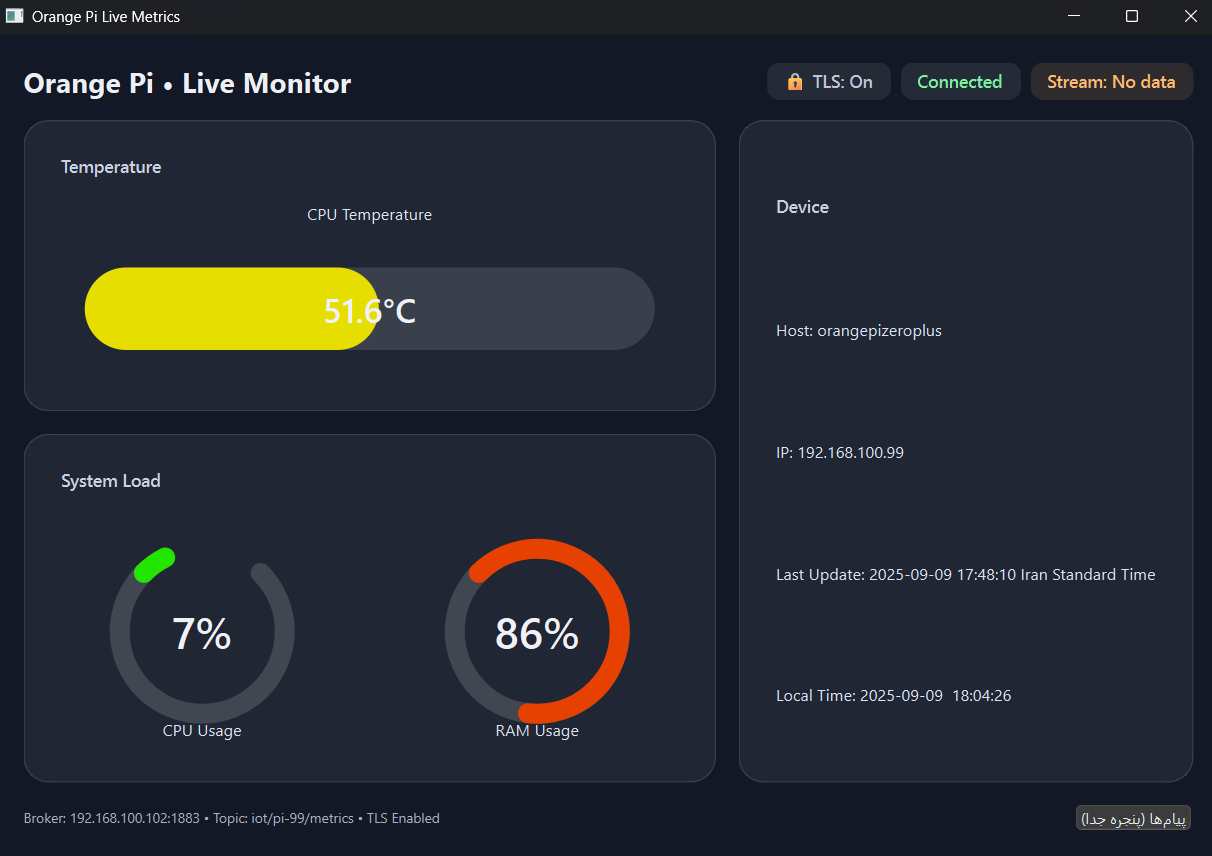 Orange Pi Live Metrics
Orange Pi • Live Monitor
TLS: On
Connected
Stream: No data
Temperature
CPU Temperature
51.6°C
System Load
7%
CPU Usage
86%
RAM Usage
Device
Host: orangepizeroplus
IP: 192.168.100.99
Last Update: 2025-09-09 17:48:10 Iran Standard Time
Local Time: 2025-09-09  18:04:26
Broker: 192.168.100.102:1883 • Topic: iot/pi-99/metrics • TLS Enabled
پیام‌ها (پنجره جدا)